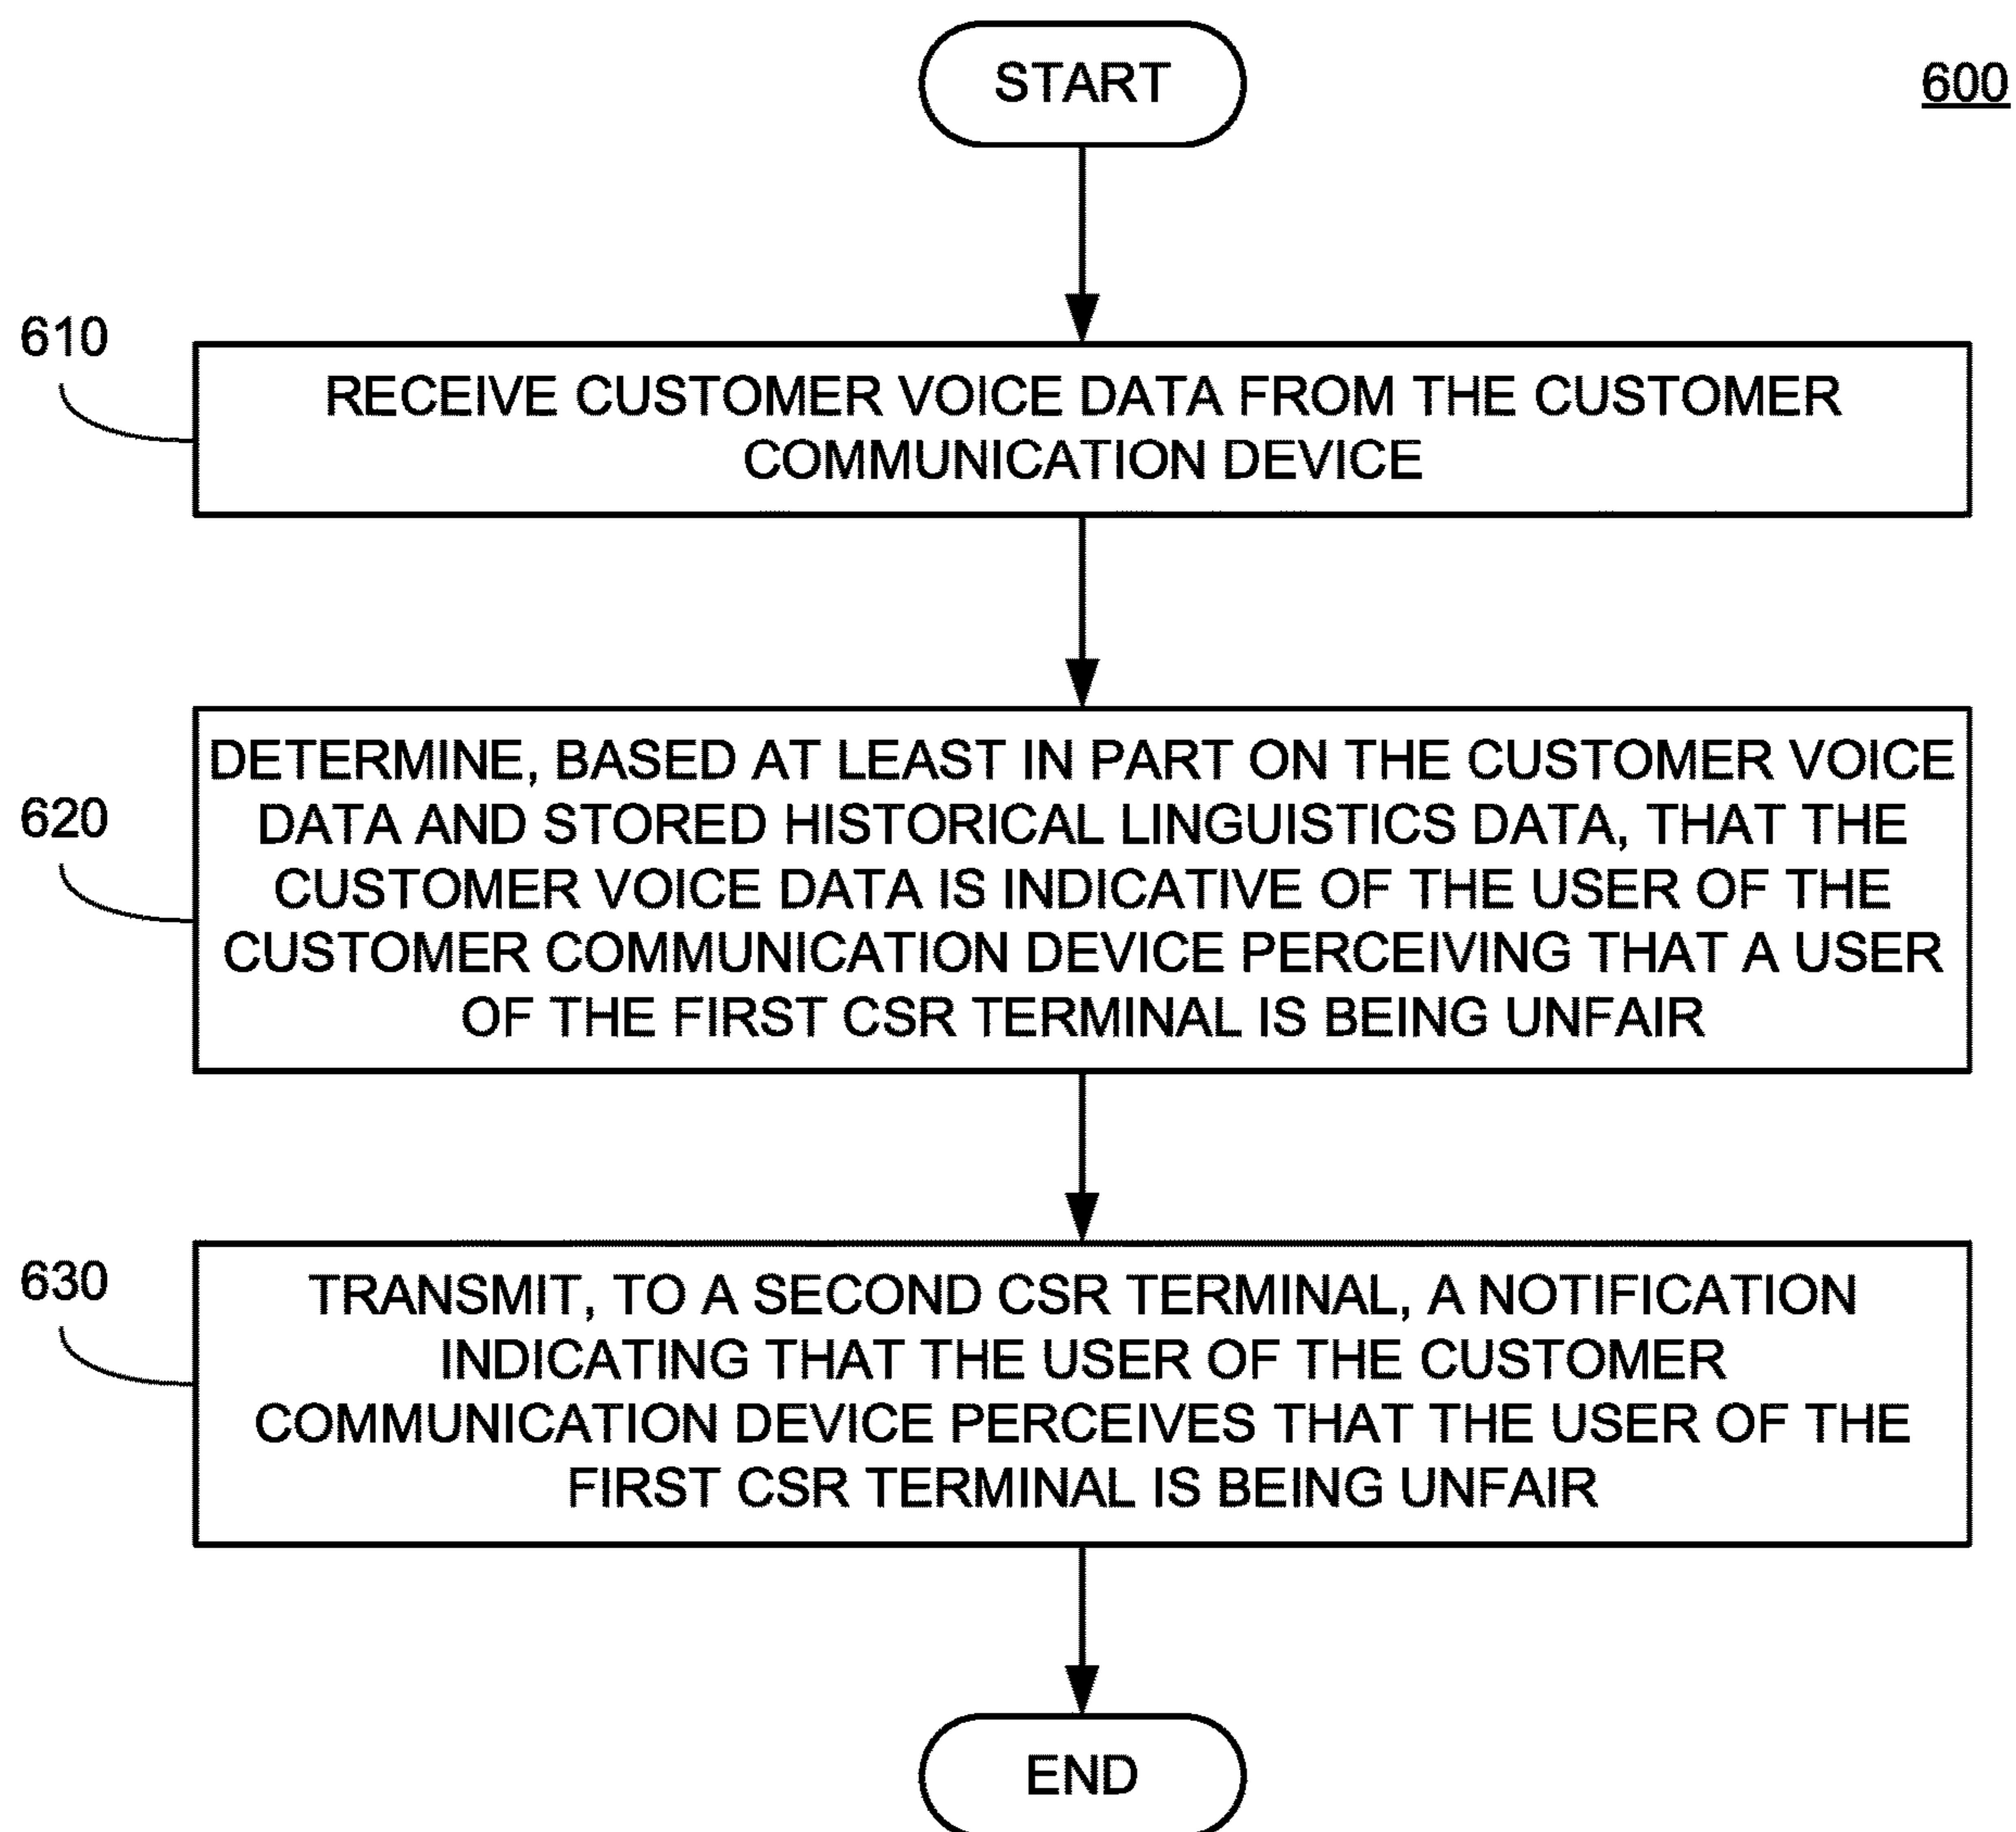 START
600
610
RECEIVE CUSTOMER VOICE DATA FROM THE CUSTOMER
COMMUNICATION DEVICE
620
DETERMINE, BASED AT LEAST IN PART ON THE CUSTOMER VOICE
DATA AND STORED HISTORICAL LINGUISTICS DATA, THAT THE
CUSTOMER VOICE DATA IS INDICATIVE OF THE USER OF THE
CUSTOMER COMMUNICATION DEVICE PERCEIVING THAT A USER
OF THE FIRST CSR TERMINAL IS BEING UNFAIR
630
TRANSMIT, TO A SECOND CSR TERMINAL, A NOTIFICATION
INDICATING THAT THE USER OF THE CUSTOMER
COMMUNICATION DEVICE PERCEIVES THAT THE USER OF THE
FIRST CSR TERMINAL IS BEING UNFAIR
END